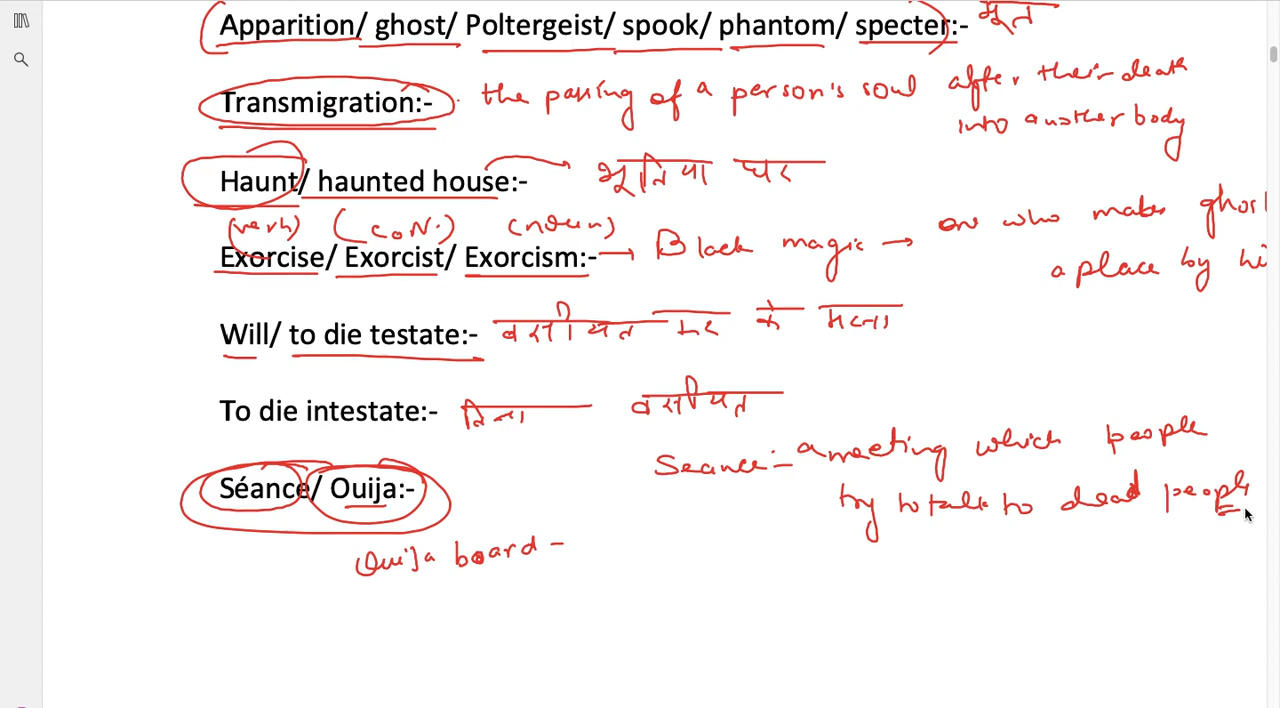 Apparition/ ghost/ Poltergeist/ spook/ phantom/ specter:- भूत
Transmigration:- the passing of a person's soul after their death
into another body
Haunt/ haunted house:- भूतिया घर
(verb) (coN.) (noun)
one who makes ghost
Exorcise/ Exorcist/ Exorcism:- → Black magic →
a place by
Will/ to die testate:- वसीयत कर के मरना
To die intestate:- बिना वसीयत
Seance:- a meeting which people
Séance/ Ouija:-
try to talk to dead people
Ouija board -